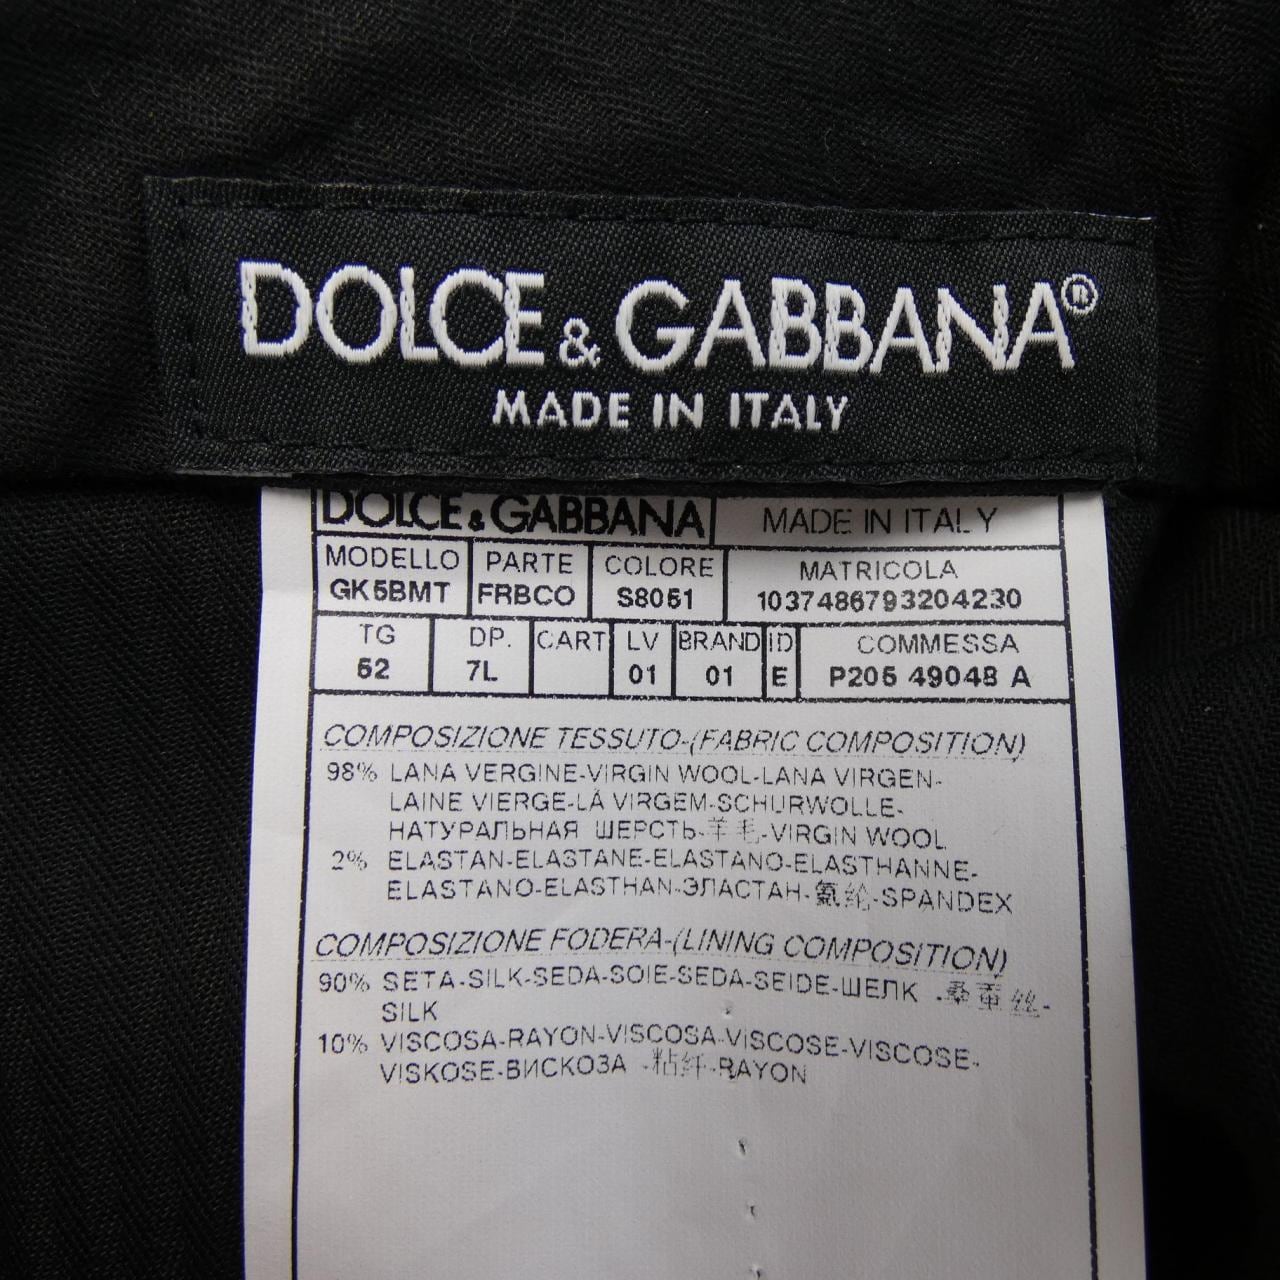 DOLCE & GABBANA®
MADE IN ITALY
DOLCE & GABBANA MADE IN ITALY
MODELLO PARTE COLORE MATRICOLA
GK5BMT FRBCO S8051 1037486793204230
TG DP. CART LV BRAND ID COMMESSA
52 7L 01 01 E P205 49048 A
COMPOSIZIONE TESSUTO-(FABRIC COMPOSITION)
98% LANA VERGINE-VIRGIN WOOL-LANA VIRGEN-
LAINE VIERGE-LÁ VIRGEM-SCHURWOLLE-
НАТУРАЛЬНАЯ ШЕРСТЬ-羊毛-VIRGIN WOOL
2% ELASTAN-ELASTANE-ELASTANO-ELASTHANNE-
ELASTANO-ELASTHAN-ЭЛАСТАН-氨纶-SPANDEX
COMPOSIZIONE FODERA-(LINING COMPOSITION)
90% SETA-SILK-SEDA-SOIE-SEDA-SEIDE-ШЕЛК -桑蚕丝-
SILK
10% VISCOSA-RAYON-VISCOSA-VISCOSE-VISCOSE-
VISKOSE-ВИСКОЗА -粘纤-RAYON